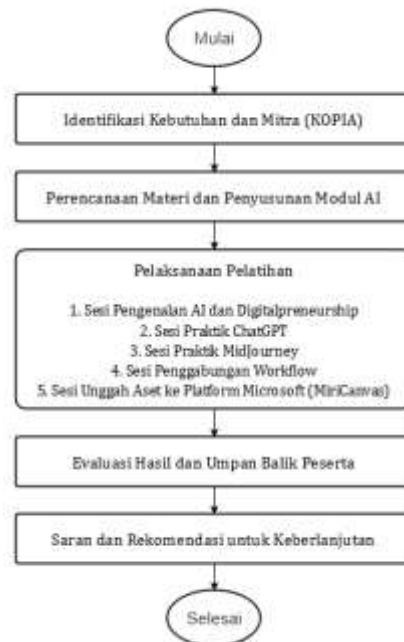 Mulai
Identifikasi Kebutuhan dan Mitra (KOPIA)
Perencanaan Materi dan Penyusunan Modul AI
Pelaksanaan Pelatihan
1. Sesi Pengenalan AI dan Digitalpreneurship
2. Sesi Praktik ChatGPT
3. Sesi Praktik MidJourney
4. Sesi Penggabungan Workflow
5. Sesi Unggah Aset ke Platform Microsoft (MiriCanvas)
Evaluasi Hasil dan Umpan Balik Peserta
Saran dan Rekomendasi untuk Keberlanjutan
Selesai